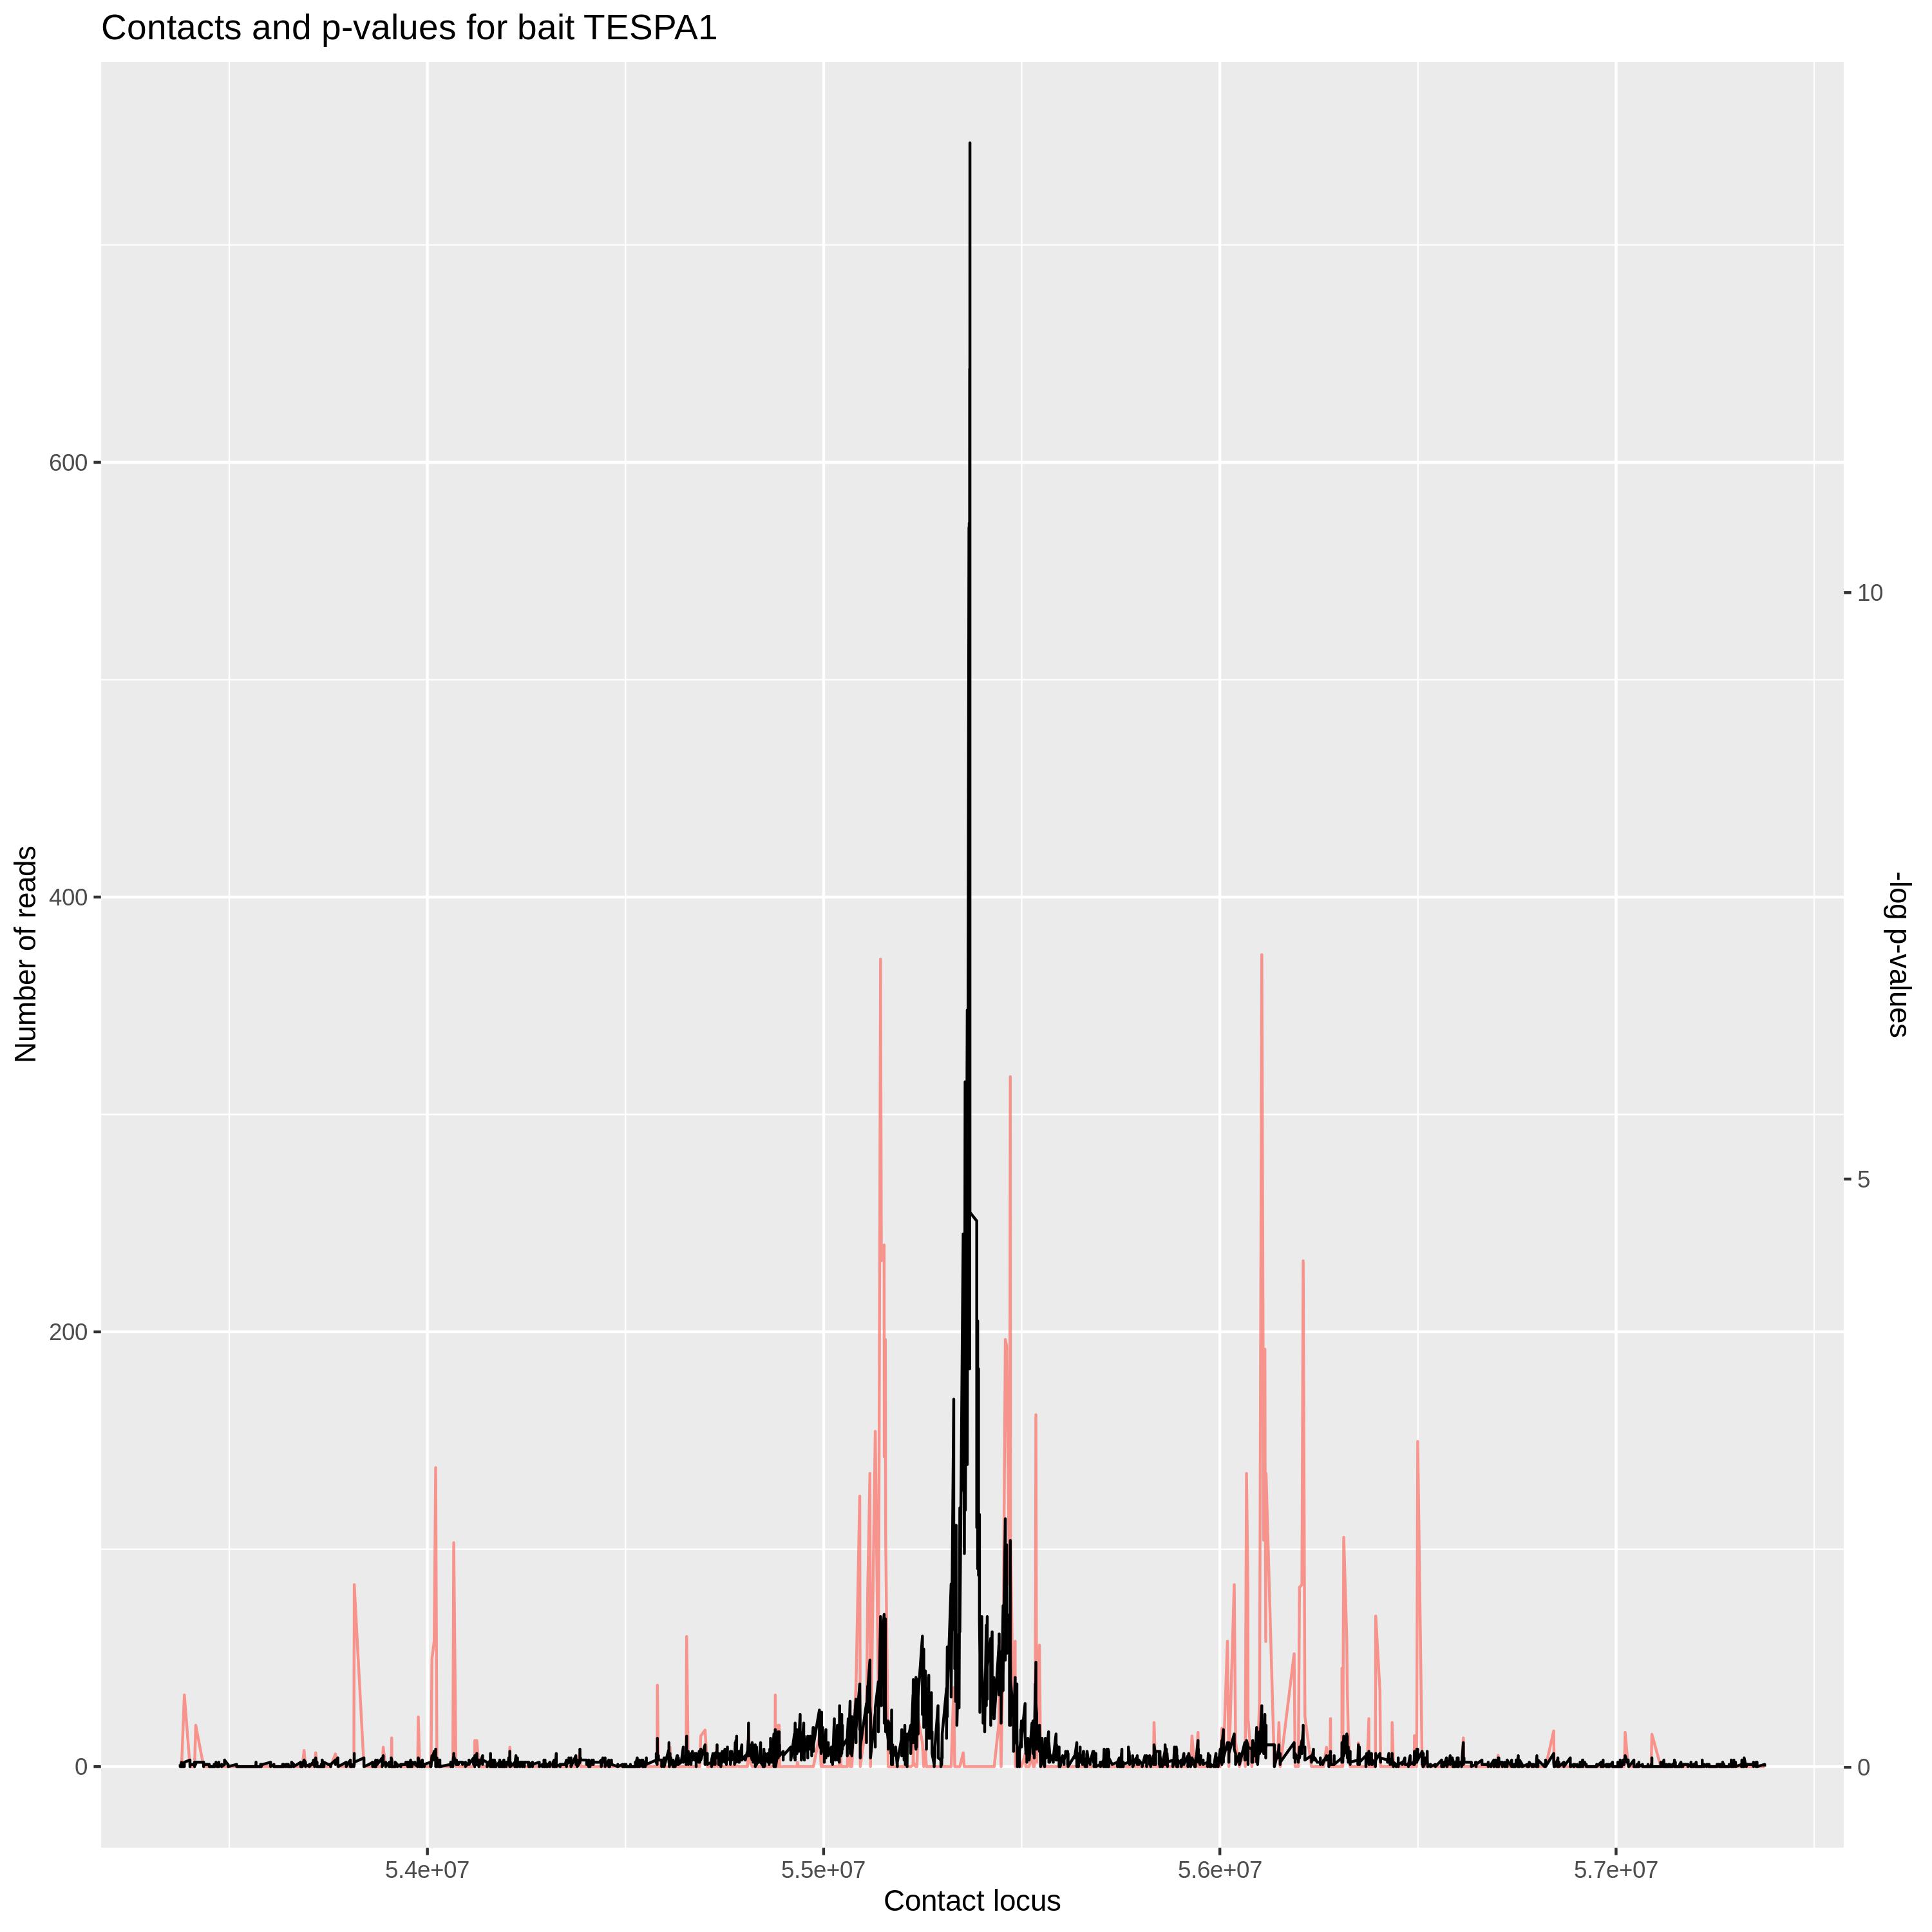 Contacts and p-values for bait TESPA1
Number of reads
600
400
200
0
10
5
0
-log p-values
5.4e+07
5.5e+07
5.6e+07
5.7e+07
Contact locus